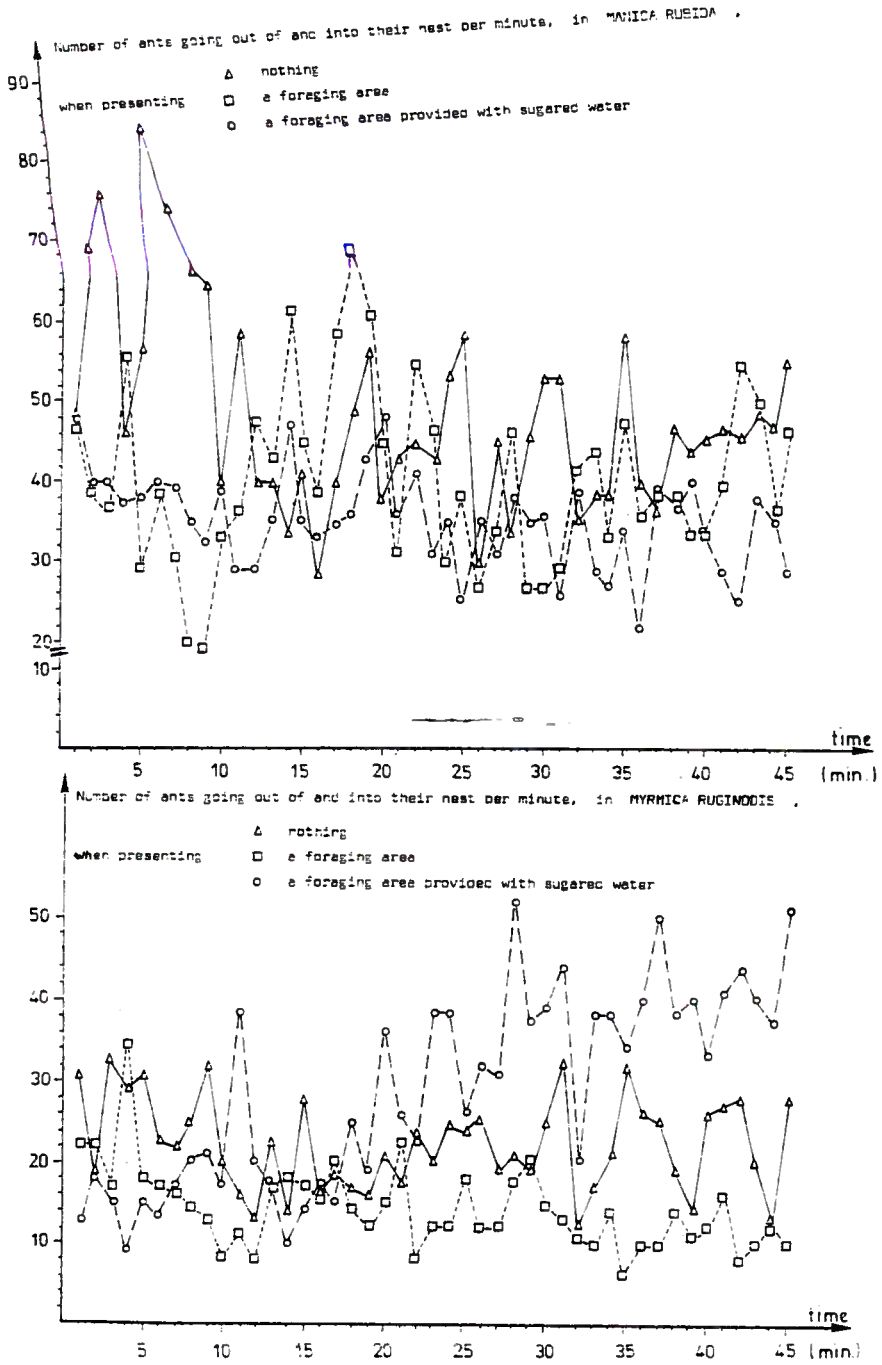 Number of ants going out of and into their nest per minute, in MANICA RUBIDA .
nothing
when presenting a foraging area
a foraging area provided with sugared water
90
80
70
60
50
40
30
20
10
time
5 10 15 20 25 30 35 40 45 (min.)
Number of ants going out of and into their nest per minute, in MYRMICA RUGINODIS .
nothing
when presenting a foraging area
a foraging area provided with sugared water
50
40
30
20
10
time
5 10 15 20 25 30 35 40 45 (min.)